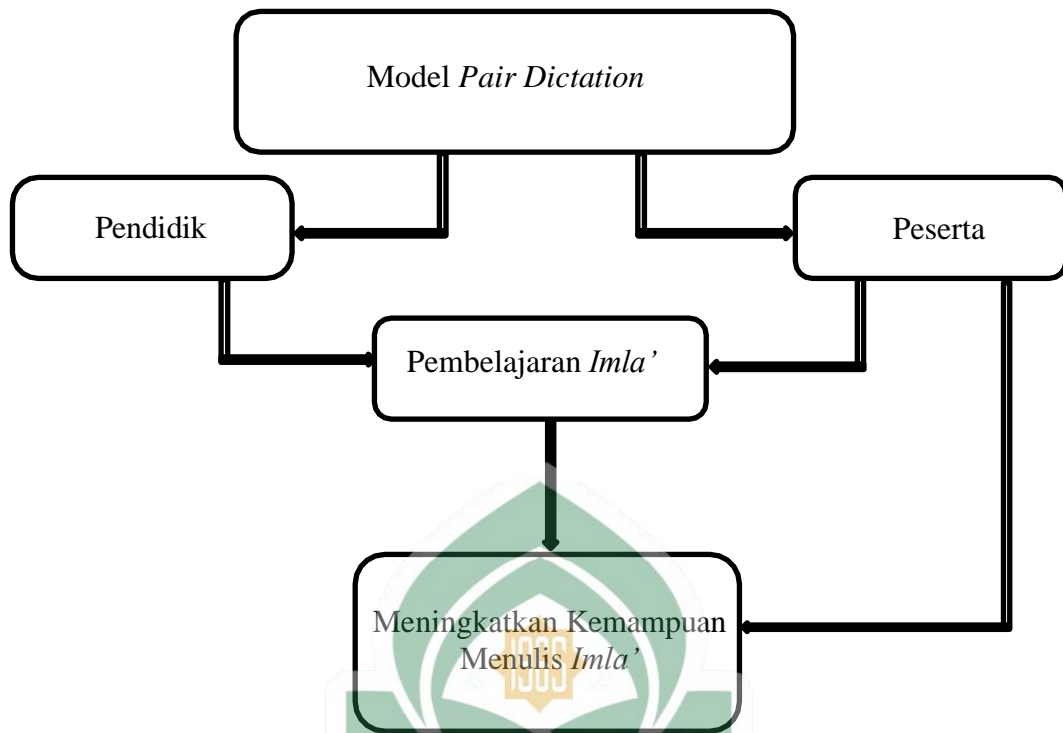 Model Pair Dictation
Pendidik
Peserta
Pembelajaran Imla’
Meningkatkan Kemampuan
Menulis Imla’